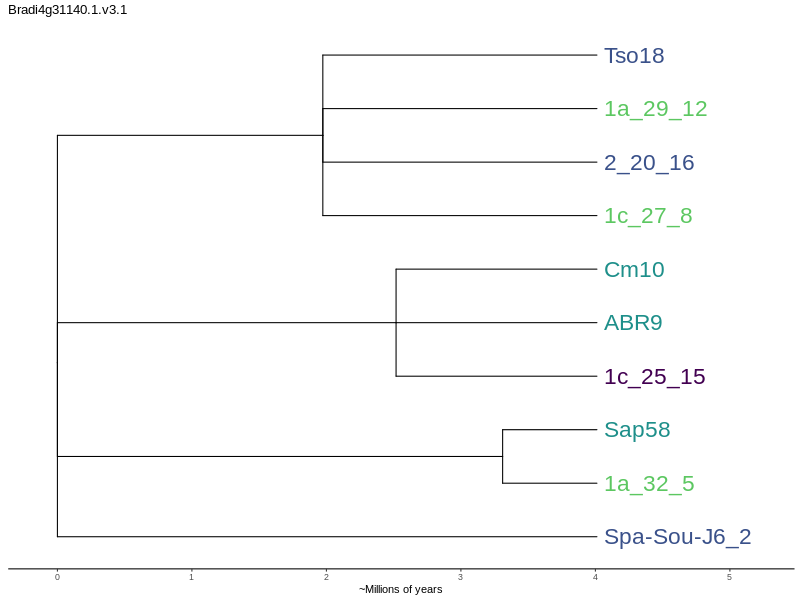 Bradi4g31140.1.v3.1
Tso18
1a_29_12
2_20_16
1c_27_8
Cm10
ABR9
1c_25_15
Sap58
1a_32_5
Spa-Sou-J6_2
0 1 2 3 4 5
~Millions of years